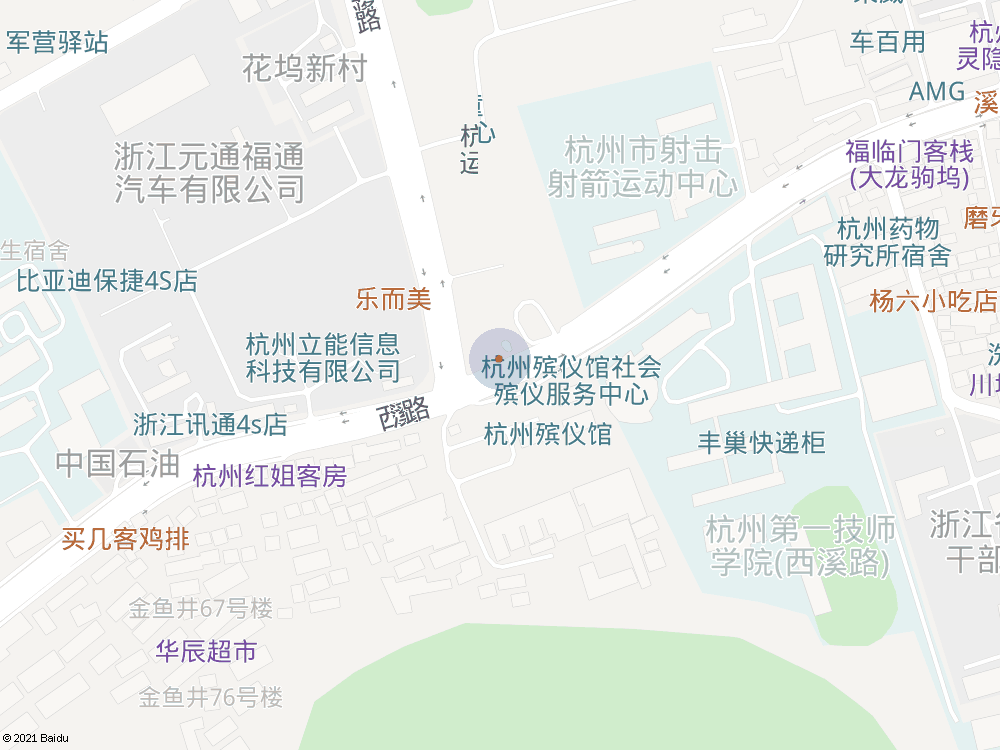 路
军营驿站
花坞新村
车百用
灵隐
AMG
溪
童心
杭
运
浙江元通福通
汽车有限公司
杭州市射击
射箭运动中心
福临门客栈
(大龙驹坞)
磨牙
杭州药物
研究所宿舍
生宿舍
比亚迪保捷4S店
乐而美
杨六小吃店
杭州立能信息
科技有限公司
洗
川
杭州殡仪馆社会
殡仪服务中心
西溪路
浙江讯通4s店
杭州殡仪馆
丰巢快递柜
中国石油
杭州红姐客房
买几客鸡排
杭州第一技师
学院(西溪路)
浙江省
干部
金鱼井67号楼
华辰超市
金鱼井76号楼
© 2021 Baidu